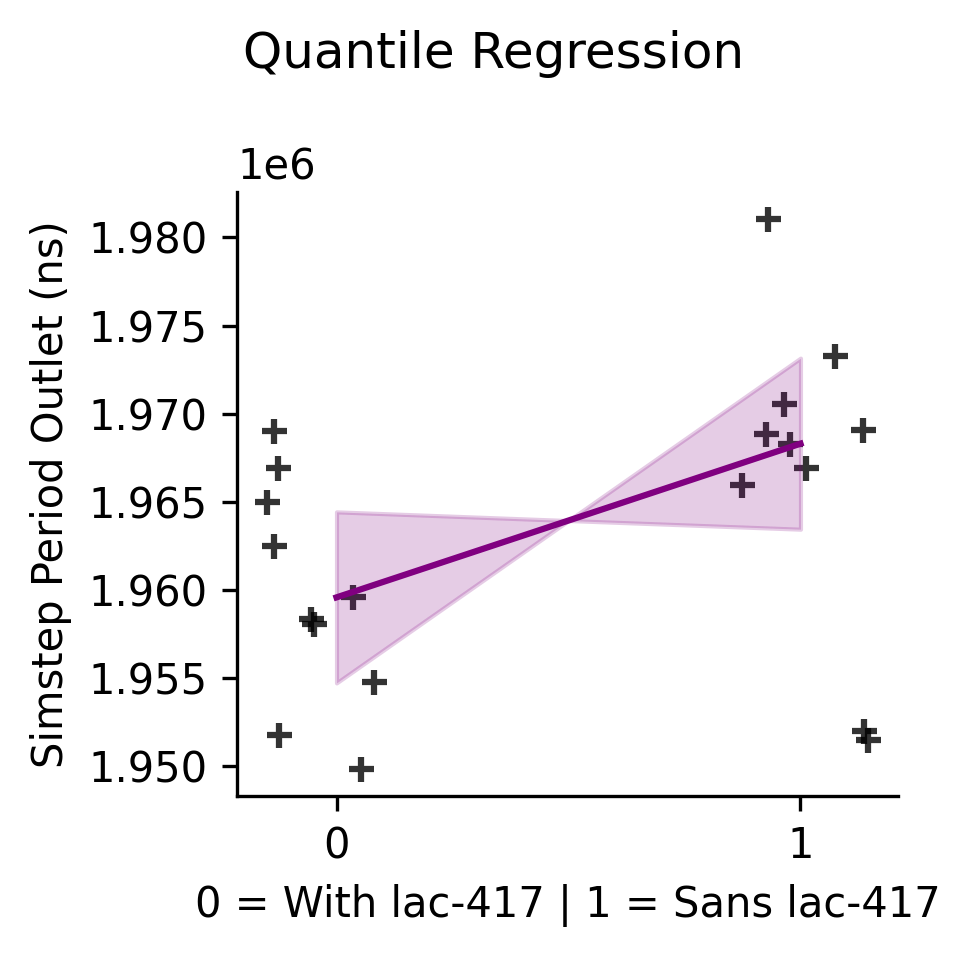 Quantile Regression
1e6
1.980
1.975
1.970
1.965
1.960
1.955
1.950
Simstep Period Outlet (ns)
0 1
0 = With lac-417 | 1 = Sans lac-417